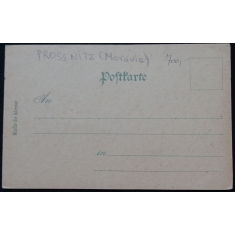 PROSSNITZ (Moravia)
Postkarte
An
in